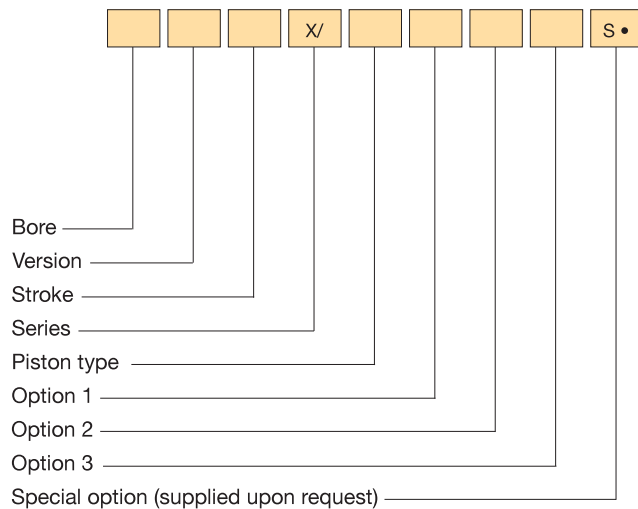 X/ S •
Bore
Version
Stroke
Series
Piston type
Option 1
Option 2
Option 3
Special option (supplied upon request)